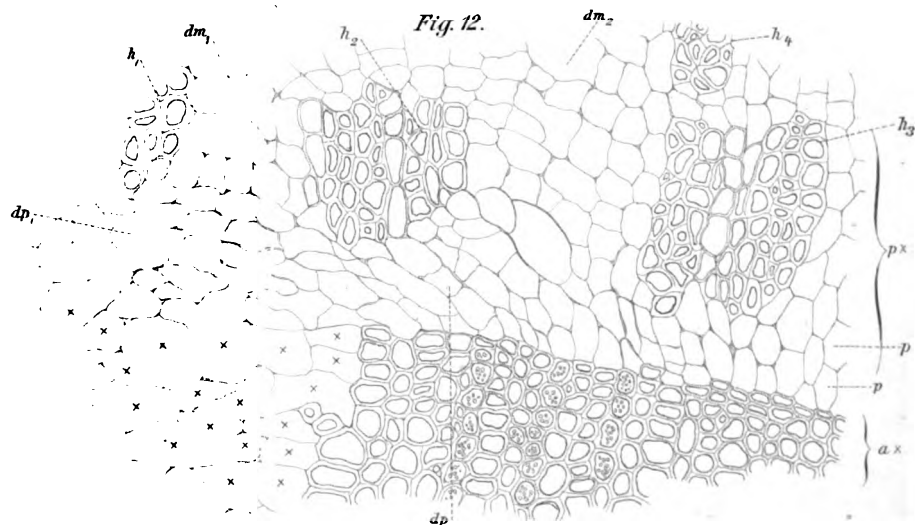 Fig. 12.
dm₁
dm₂
h₁
h₂
h₄
h₃
dp₁
p×
p
p
a×
dp